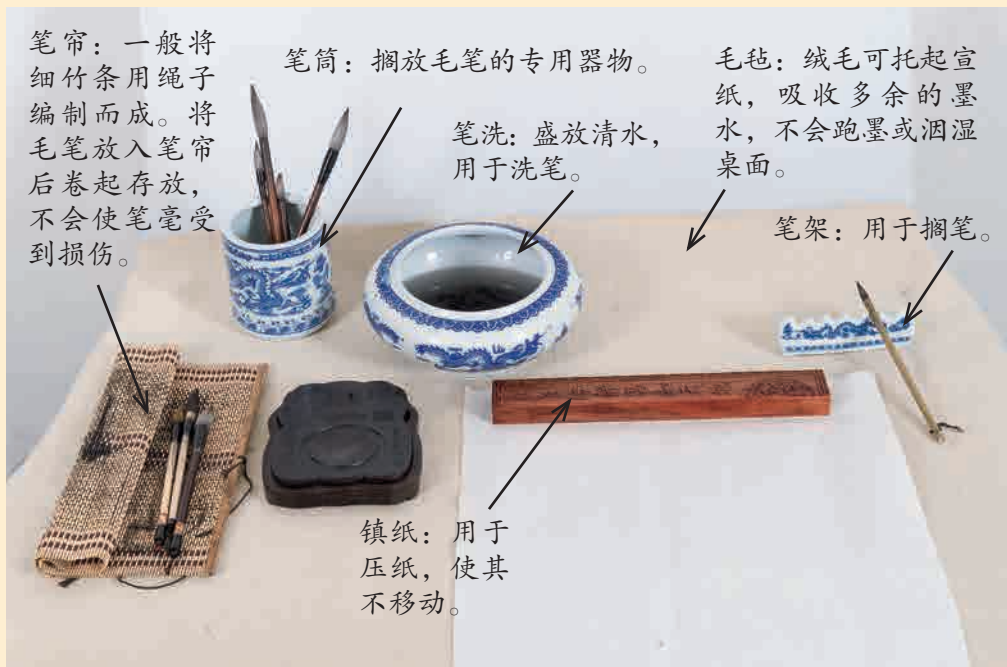 笔帘：一般将
细竹条用绳子
编制而成。将
毛笔放入笔帘
后卷起存放，
不会使笔毫受
到损伤。
笔筒：搁放毛笔的专用器物。
笔洗：盛放清水，
用于洗笔。
毛毡：绒毛可托起宣
纸，吸收多余的墨
水，不会跑墨或洇湿
桌面。
笔架：用于搁笔。
镇纸：用于
压纸，使其
不移动。